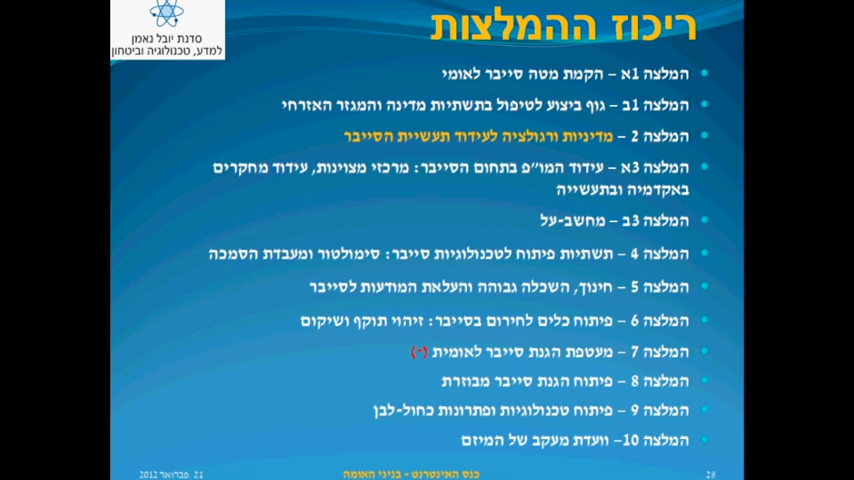 סדנת יובל נאמן
למדע, טכנולוגיה וביטחון
ריכוז ההמלצות
המלצה 1א – הקמת מטה סייבר לאומי
המלצה 1ב – גוף ביצוע לטיפול בתשתיות מדינה והמגזר האזרחי
המלצה 2 – מדיניות ורגולציה לעידוד תעשיית הסייבר
המלצה 3א – עידוד המו"פ בתחום הסייבר: מרכזי מצוינות, עידוד מחקרים
באקדמיה ובתעשייה
המלצה 3ב – מחשב-על
המלצה 4 – תשתיות פיתוח לטכנולוגיות סייבר: סימולטור ומעבדת הסמכה
המלצה 5 – חינוך, השכלה גבוהה והעלאת המודעות לסייבר
המלצה 6 – פיתוח כלים לחירום בסייבר: זיהוי תוקף ושיקום
המלצה 7 – מעטפת הגנת סייבר לאומית (-)
המלצה 8 – פיתוח הגנת סייבר מבוזרת
המלצה 9 – פיתוח טכנולוגיות ופתרונות כחול-לבן
המלצה 10– וועדת מעקב של המיזם
28
כנס האינטרנט - בניני האומה
21 פברואר 2012